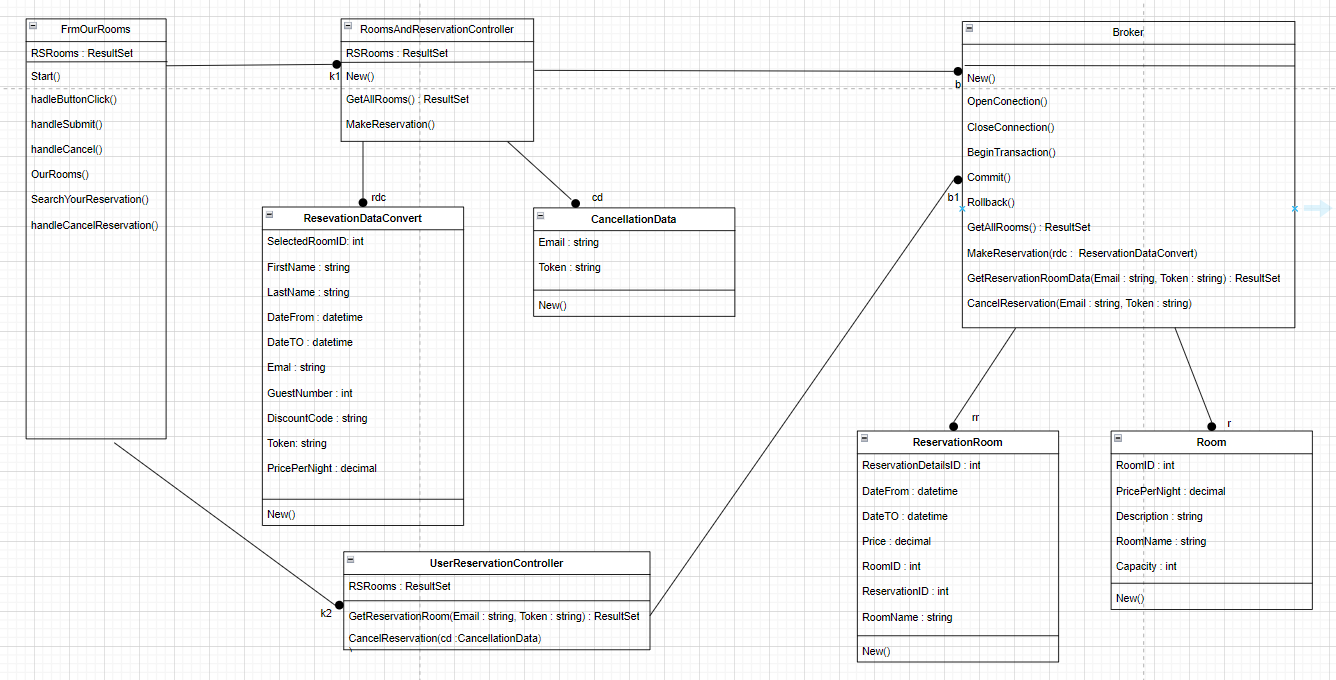 FrmOurRooms
RSRooms : ResultSet
Start()
hadleButtonClick()
handleSubmit()
handleCancel()
OurRooms()
SearchYourReservation()
handleCancelReservation()
k1
RoomsAndReservationController
RSRooms : ResultSet
New()
GetAllRooms() : ResultSet
MakeReservation()
b
Broker
New()
OpenConection()
CloseConnection()
BeginTransaction()
Commit()
Rollback()
GetAllRooms() : ResultSet
MakeReservation(rdc : ReservationDataConvert)
GetReservationRoomData(Email : string, Token : string) : ResultSet
CancelReservation(Email : string, Token : string)
b1
rdc
ResevationDataConvert
SelectedRoomID: int
FirstName : string
LastName : string
DateFrom : datetime
DateTO : datetime
Emal : string
GuestNumber : int
DiscountCode : string
Token: string
PricePerNight : decimal
New()
cd
CancellationData
Email : string
Token : string
New()
k2
UserReservationController
RSRooms : ResultSet
GetReservationRoom(Email : string, Token : string) : ResultSet
CancelReservation(cd :CancellationData)
rr
ReservationRoom
ReservationDetailsID : int
DateFrom : datetime
DateTO : datetime
Price : decimal
RoomID : int
ReservationID : int
RoomName : string
New()
r
Room
RoomID : int
PricePerNight : decimal
Description : string
RoomName : string
Capacity : int
New()